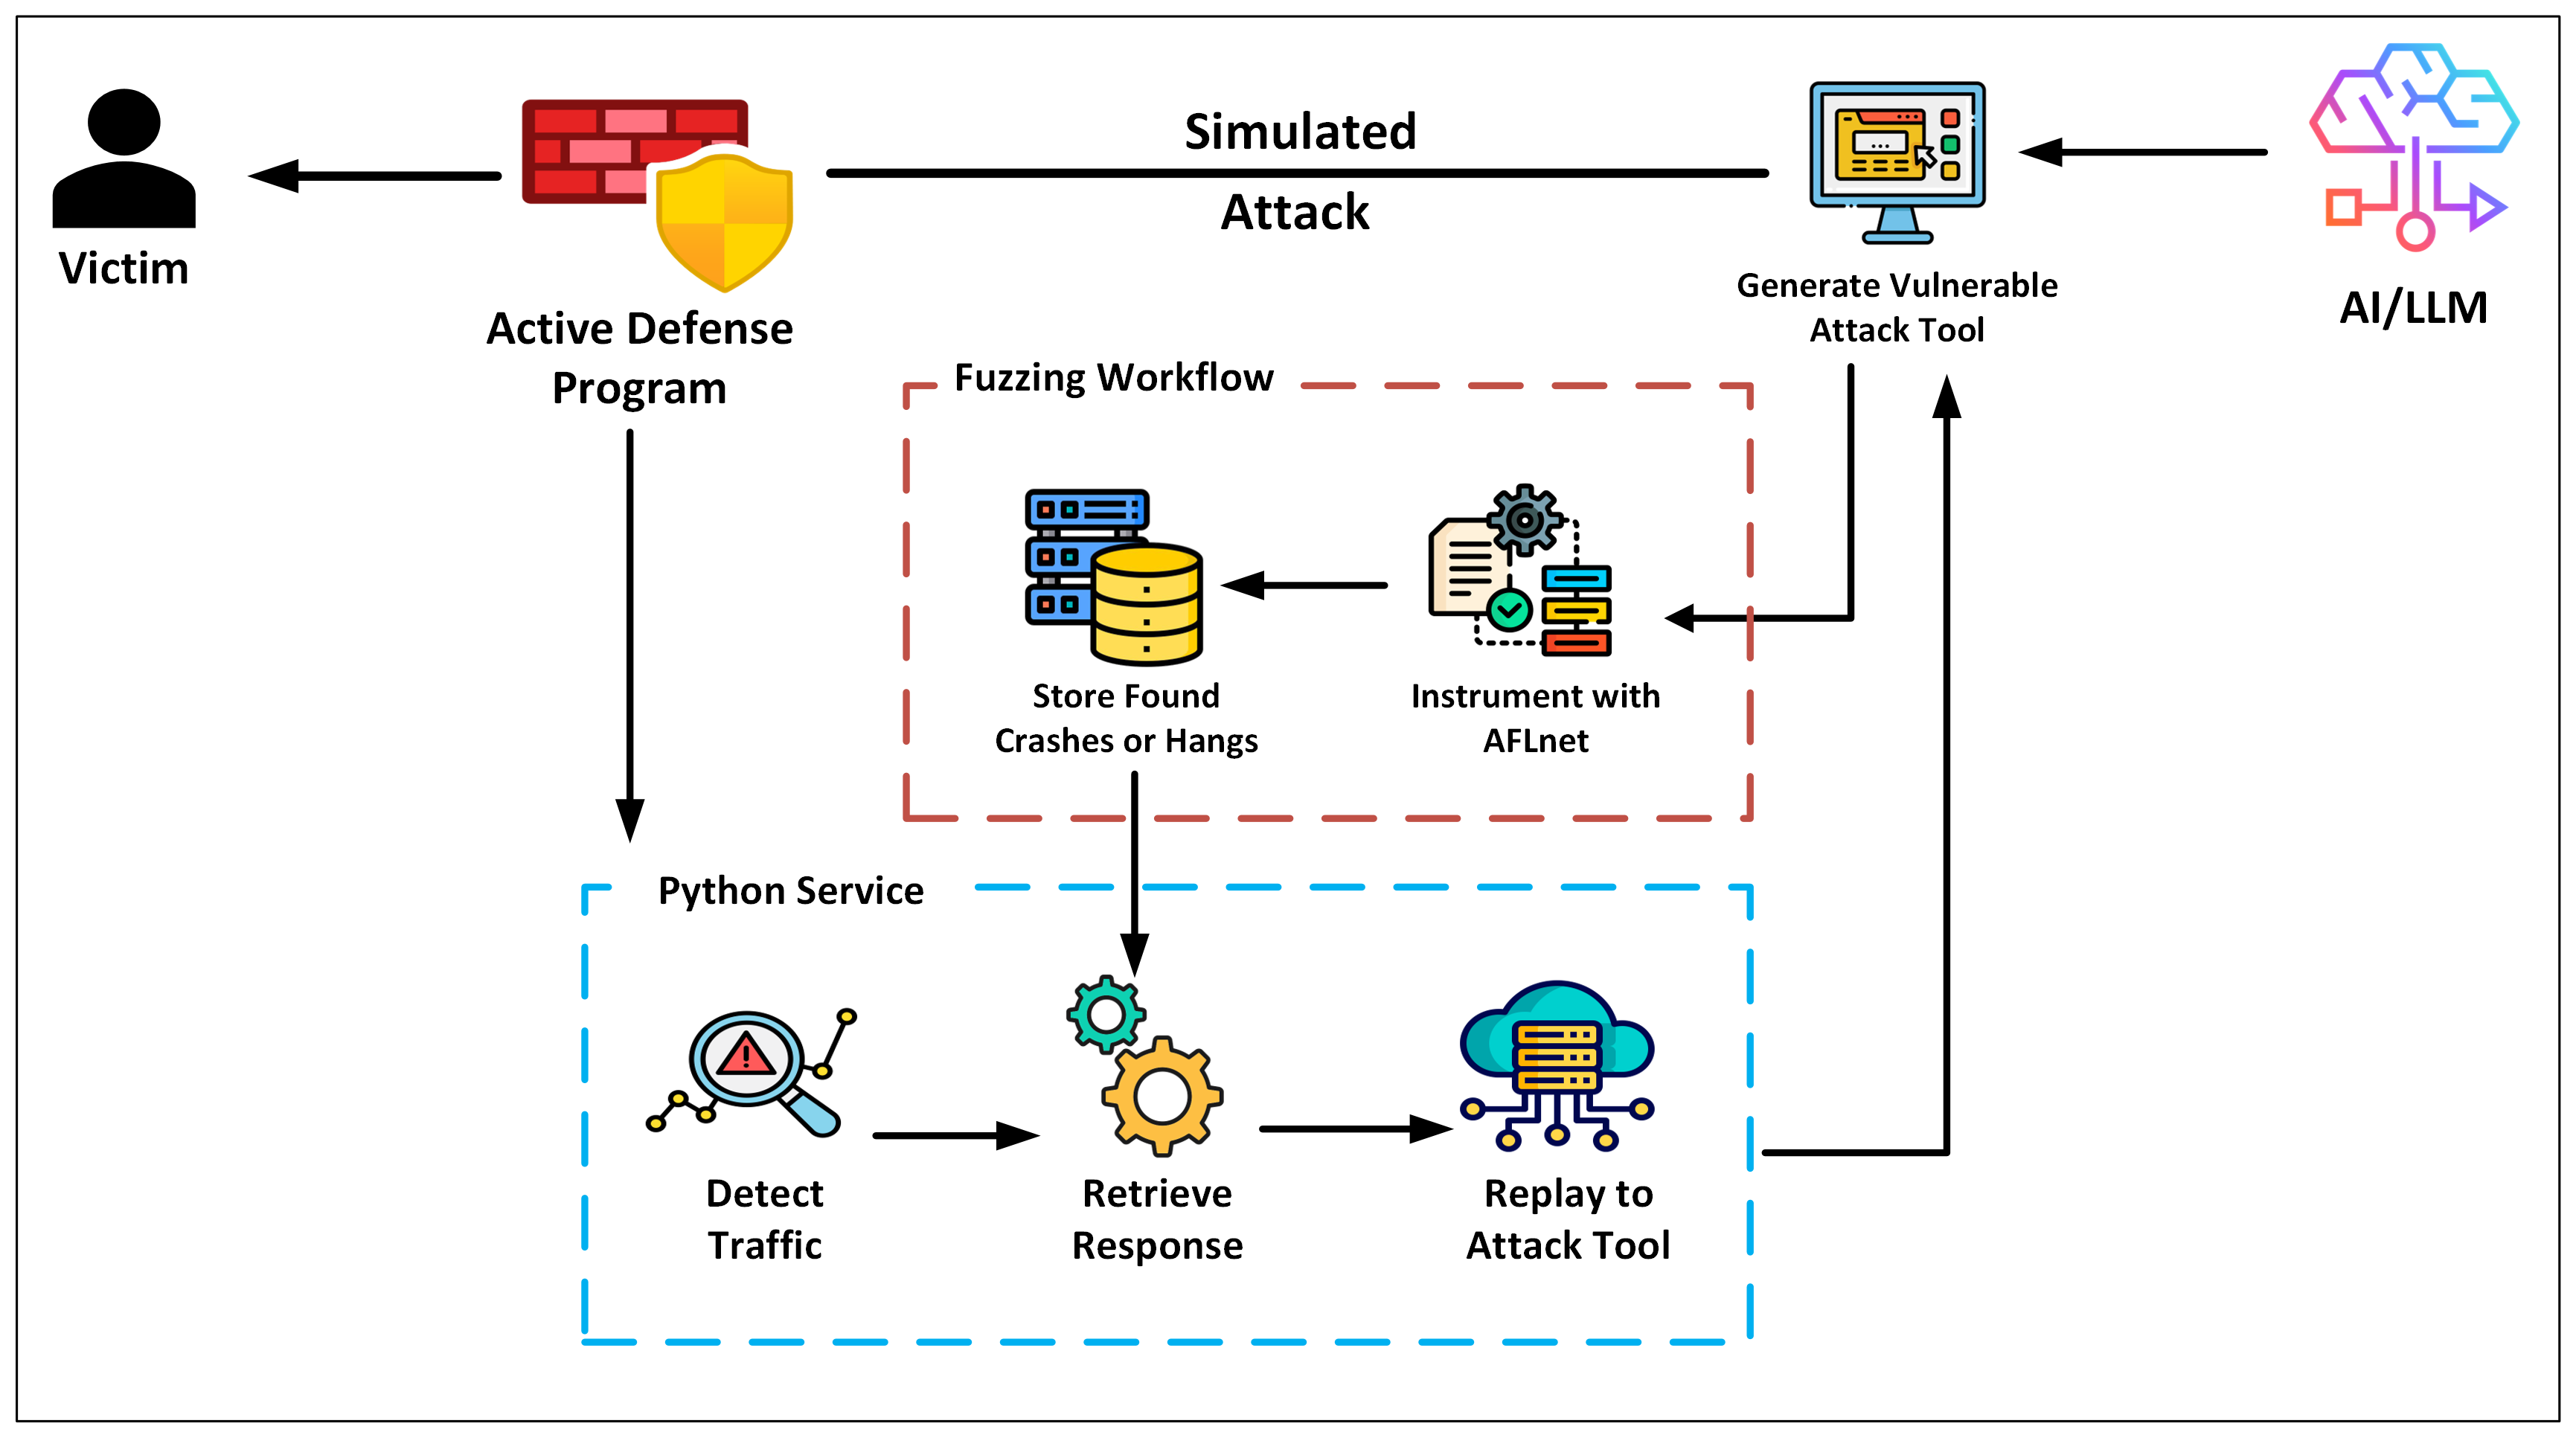 Simulated
Attack
Victim
Active Defense
Program
Generate Vulnerable
Attack Tool
AI/LLM
Fuzzing Workflow
Store Found
Crashes or Hangs
Instrument with
AFLnet
Python Service
Detect
Traffic
Retrieve
Response
Replay to
Attack Tool